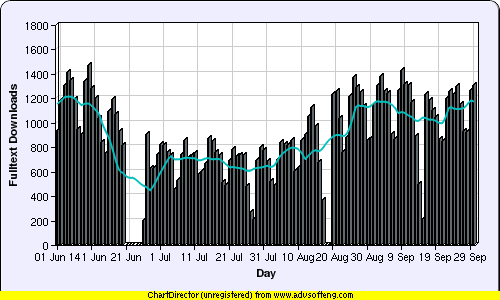 1800
1600
1400
1200
1000
800
600
400
200
0
Fulltext Downloads
01 Jun 14 1 Jun 21 Jun 1 Jul 11 Jul 21 Jul 31 Jul 10 Aug 20 Aug 30 Aug 9 Sep 19 Sep 29 Sep
Day
ChartDirector (unregistered) from www.advsofteng.com